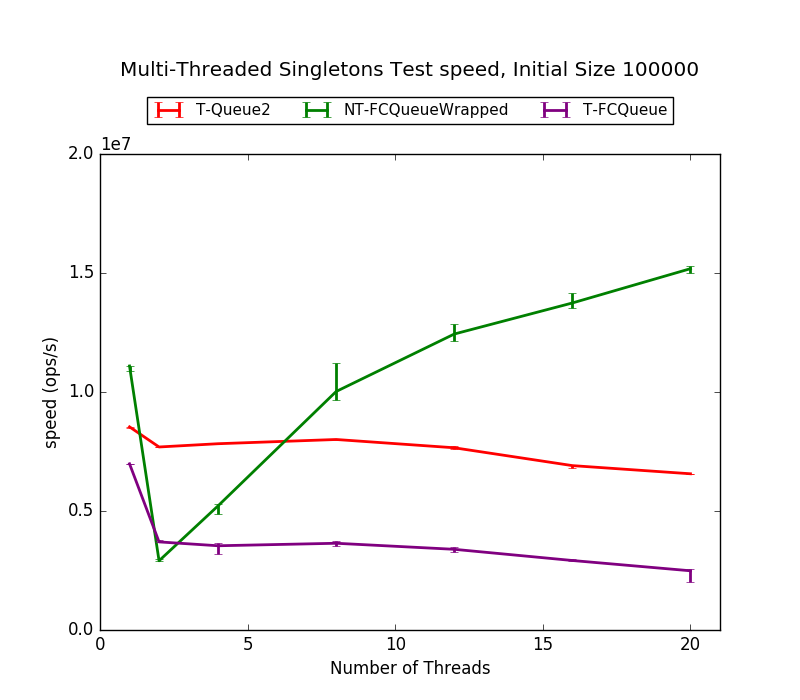 Multi-Threaded Singletons Test speed, Initial Size 100000
T-Queue2 NT-FCQueueWrapped T-FCQueue
1e7
2.0
1.5
1.0
0.5
0.0
speed (ops/s)
0 5 10 15 20
Number of Threads